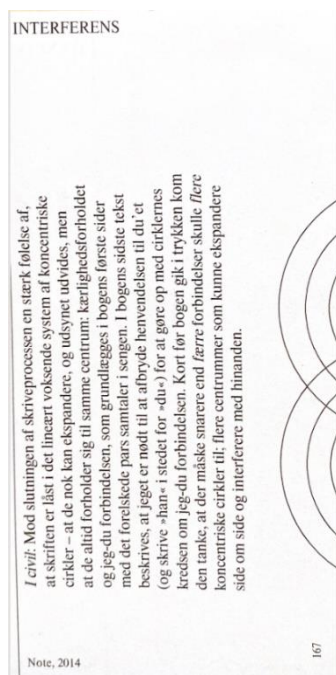 INTERFERENS
I civil: Mod slutningen af skriveprocessen en stærk følelse af,
at skriften er låst i det lineært voksende system af koncentriske
cirkler – at de nok kan ekspandere, og udsynet udvides, men
at de altid forholder sig til samme centrum: kærlighedsforholdet
og jeg-du forbindelsen, som grundlægges i bogens første sider
med det forelskede pars samtaler i sengen. I bogens sidste tekst
beskrives, at jeget er nødt til at afbryde henvendelsen til du'et
(og skrive »han« i stedet for »du«) for at gøre op med cirklernes
kredsen om jeg-du forbindelsen. Kort før bogen gik i trykken kom
den tanke, at der måske snarere end færre forbindelser skulle flere
koncentriske cirkler til; flere centrummer som kunne ekspandere
side om side og interferere med hinanden.
Note, 2014
167